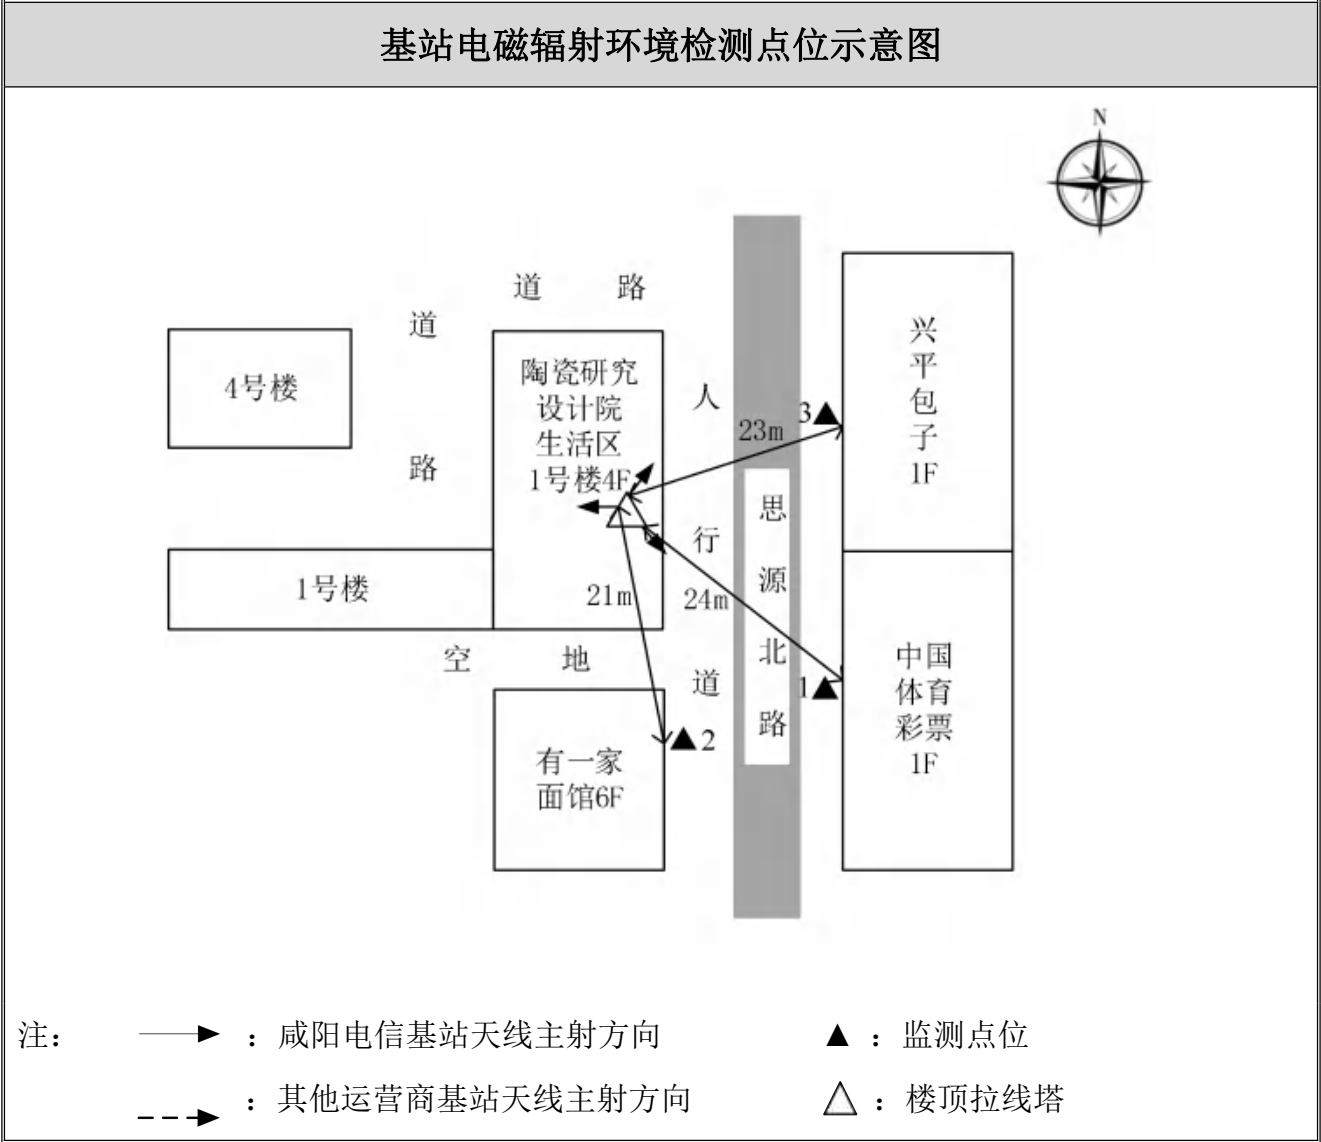 基站电磁辐射环境检测点位示意图
N
道 路
道
路
4号楼
陶瓷研究
设计院
生活区
1号楼4F
人
行
道
兴
平
包
子
1F
3
23m
思
源
北
路
1号楼
21m
24m
空 地
1
中国
体育
彩票
1F
2
有一家
面馆6F
注：
：咸阳电信基站天线主射方向
：监测点位
：其他运营商基站天线主射方向
：楼顶拉线塔